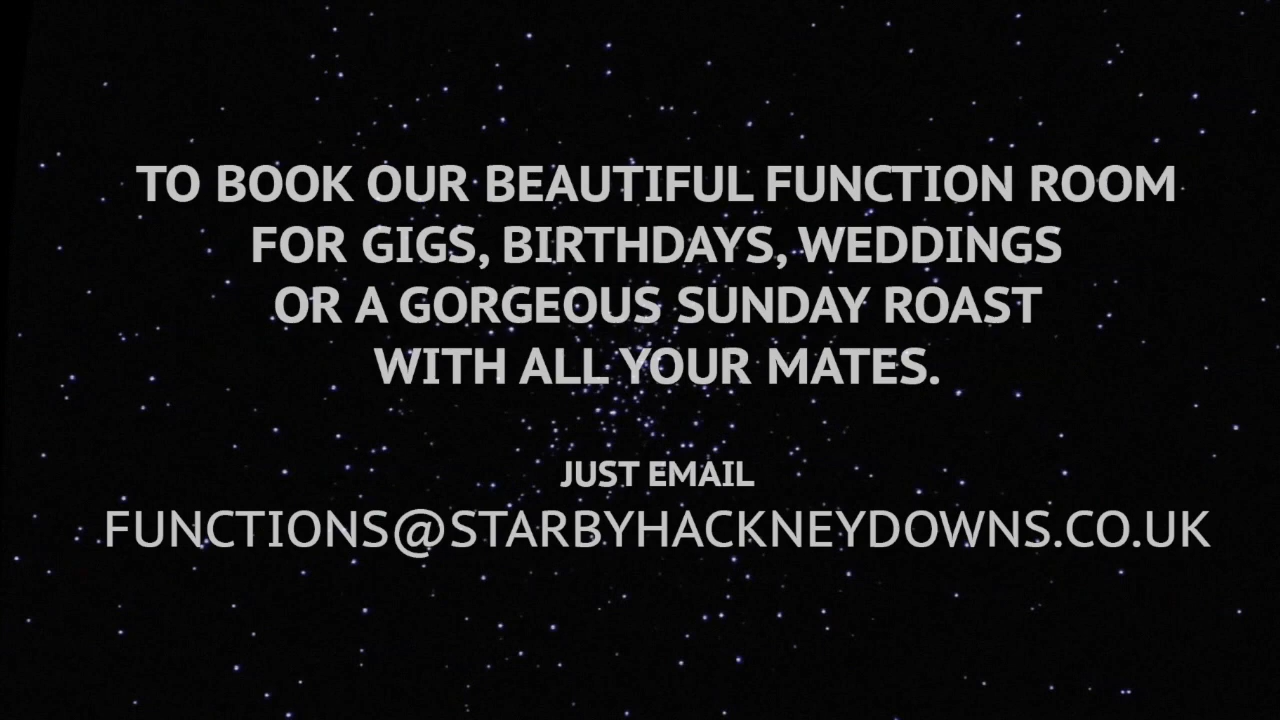 TO BOOK OUR BEAUTIFUL FUNCTION ROOM
FOR GIGS, BIRTHDAYS, WEDDINGS
OR A GORGEOUS SUNDAY ROAST
WITH ALL YOUR MATES.
JUST EMAIL
FUNCTIONS@STARBYHACKNEYDOWNS.CO.UK